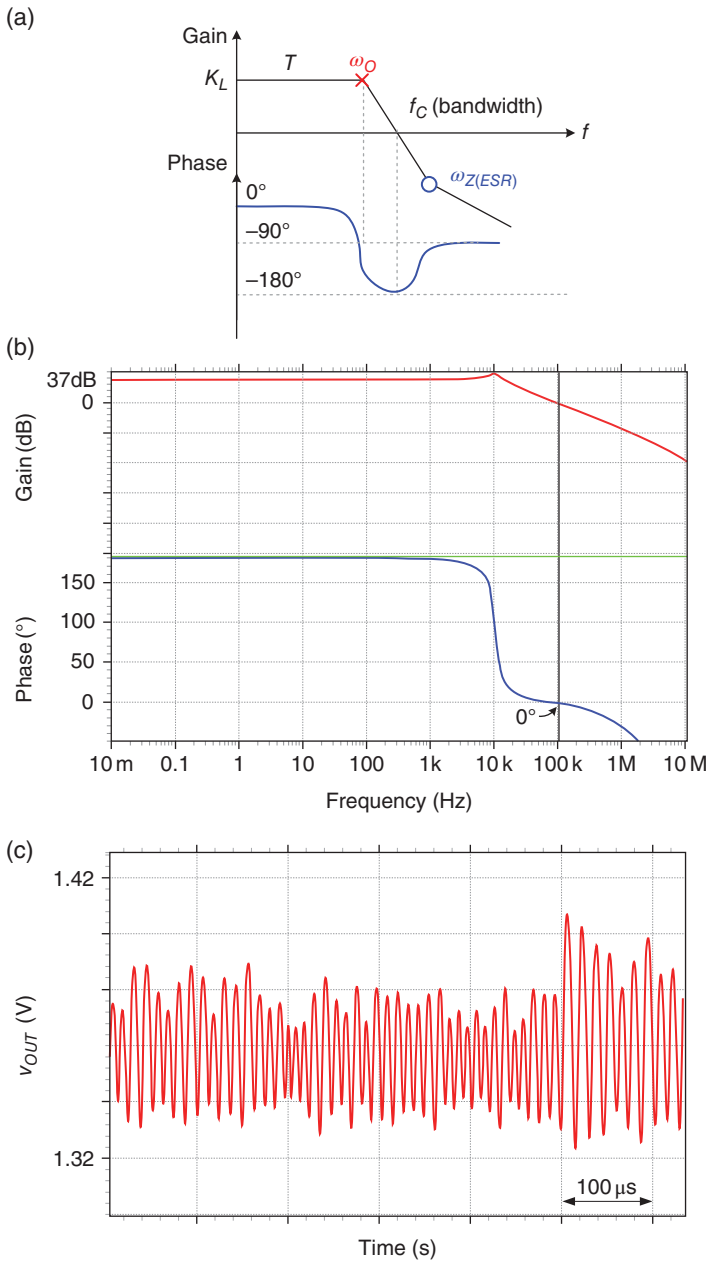 (a)
Gain
K_L
T
ω_O
f_C (bandwidth)
f
Phase
0°
ω_Z(ESR)
–90°
–180°
(b)
37dB
0
Gain (dB)
150
100
50
0
Phase (°)
0°
10 m 0.1 1 10 100 1k 10 k 100 k 1M 10 M
Frequency (Hz)
(c)
1.42
v_OUT (V)
1.32
100 μs
Time (s)